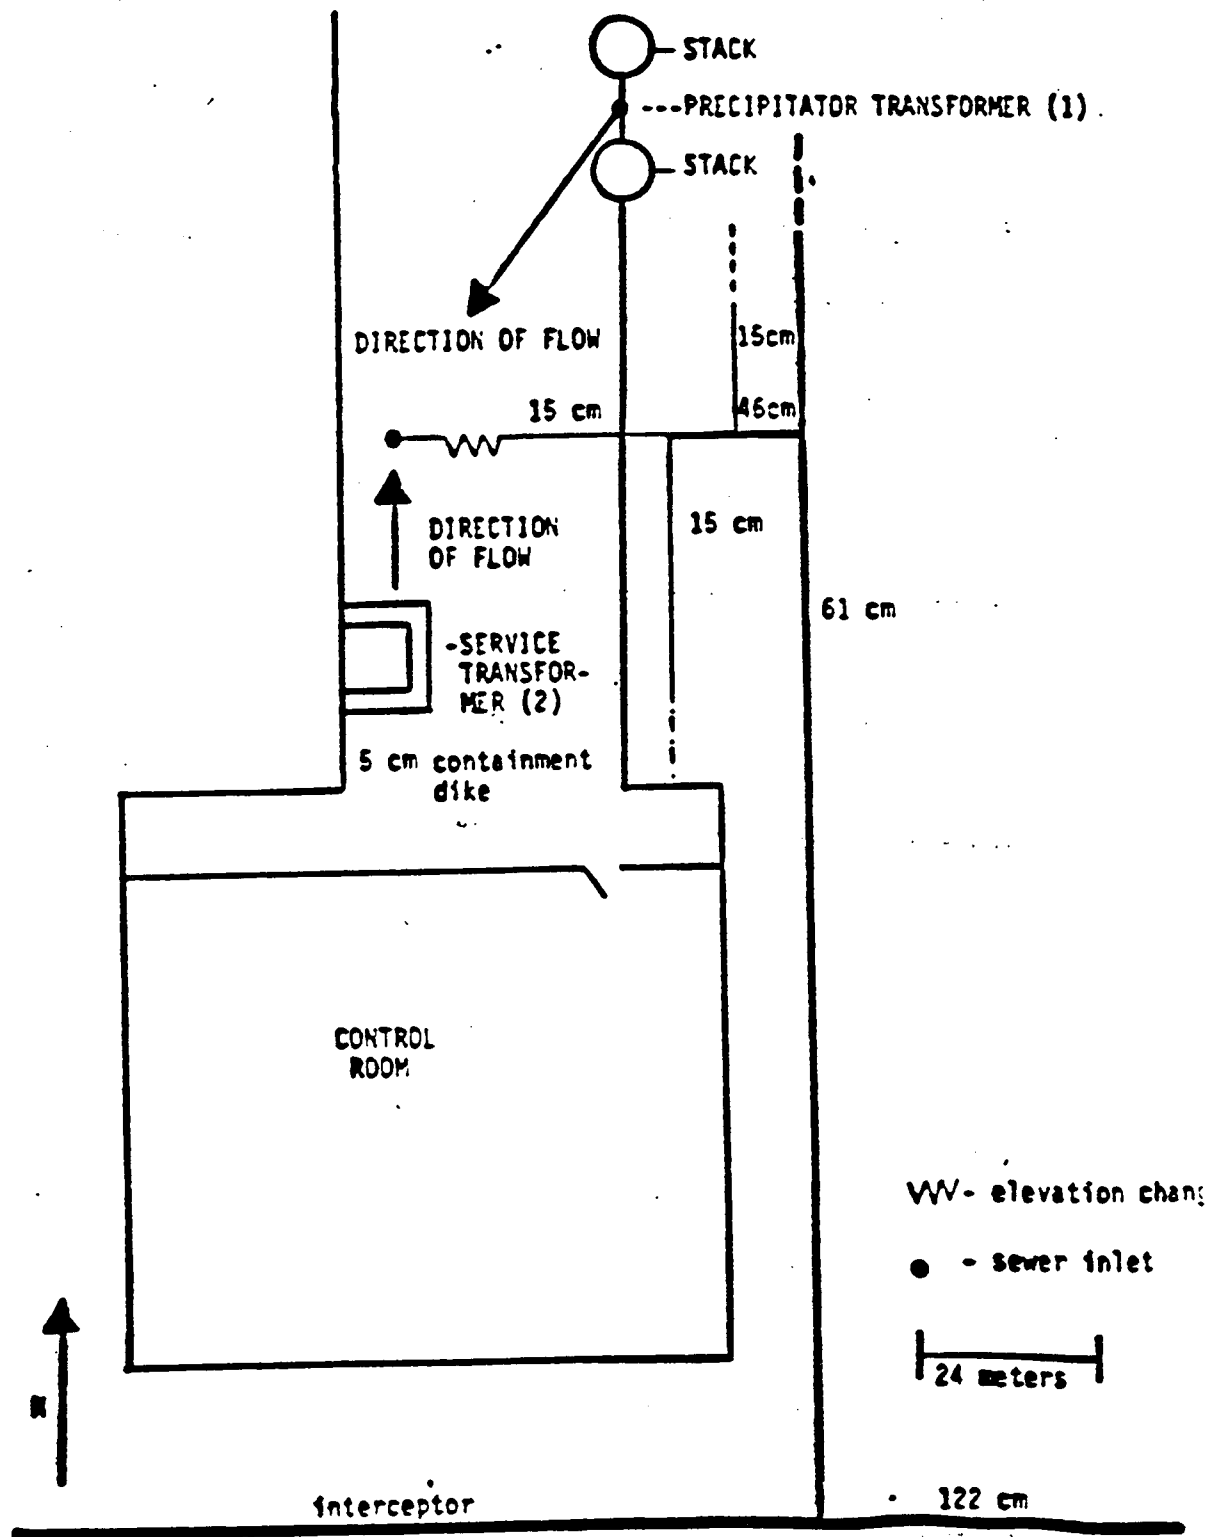 STACK
---PRECIPITATOR TRANSFORMER (1)
STACK
DIRECTION OF FLOW
15cm
15 cm
46cm
DIRECTION
OF FLOW
15 cm
61 cm
-SERVICE
TRANSFOR-
MER (2)
5 cm containment
dike
CONTROL
ROOM
- elevation chang
- sewer inlet
24 meters
N
interceptor
122 cm